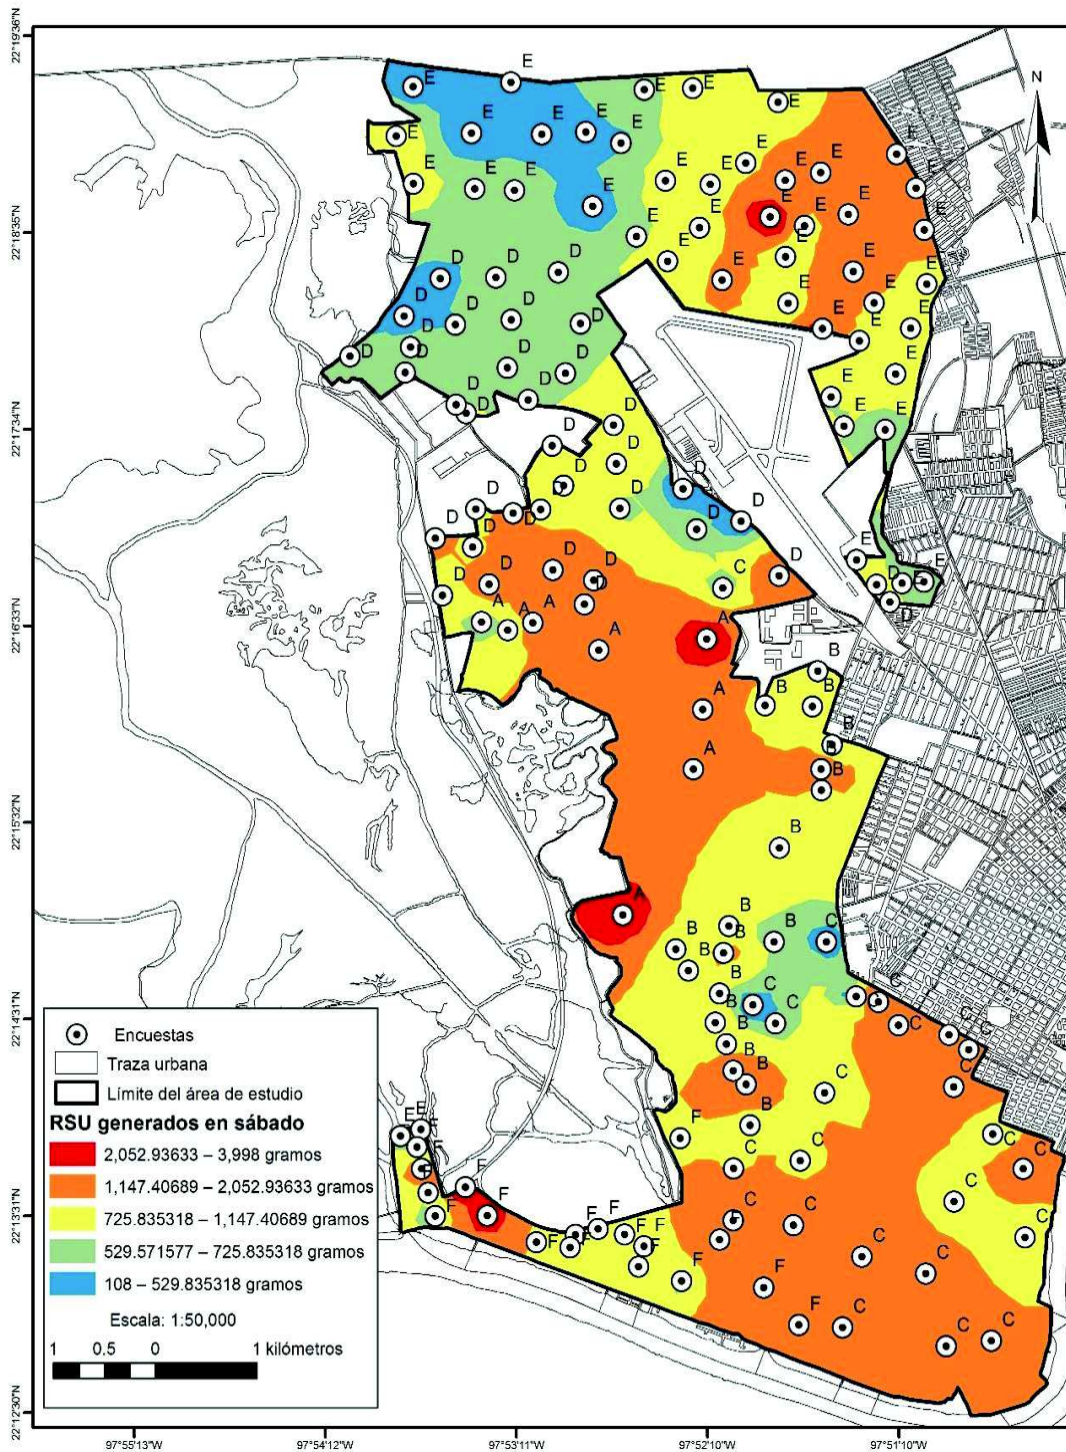 22°19'36"N
22°18'35"N
22°17'34"N
22°16'33"N
22°15'32"N
22°14'31"N
22°13'31"N
22°12'30"N
N
E
E
E E E
E
E E E E
E
E E E E E E E
E
E E E E
E
E E E E
D D E
D D D D E
D D D D E
D D E
D D
D D E
D D D D D
D D D D C D E D E
D A A A D D D
A A B
A B B
A B
B
B
A B B C
B B
B C C C C C
B B B
B C C
F B C
E E C C
F F F C C C
F F F F F C C
F F F F C C
F C C C
Encuestas
Traza urbana
Límite del área de estudio
RSU generados en sábado
2,052.93633 – 3,998 gramos
1,147.40689 – 2,052.93633 gramos
725.835318 – 1,147.40689 gramos
529.571577 – 725.835318 gramos
108 – 529.835318 gramos
Escala: 1:50,000
1 0.5 0 1 kilómetros
97°55'13"W 97°54'12"W 97°53'11"W 97°52'10"W 97°51'10"W